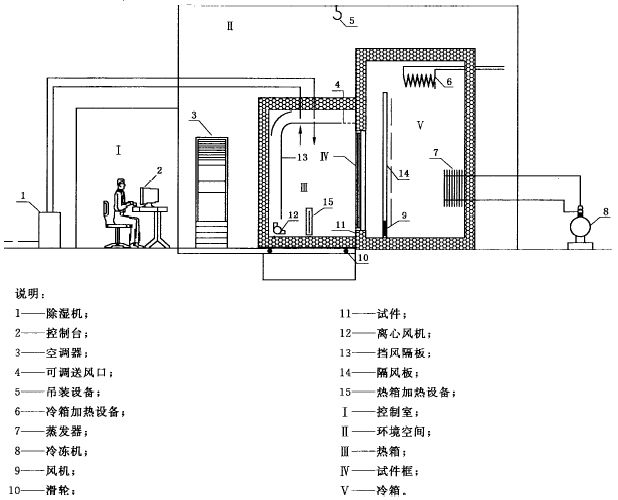 Ⅱ
5
4
6
3
Ⅰ
2
13
Ⅳ
Ⅴ
7
14
Ⅲ
1
12
15
11
9
8
10
说明：
1——除湿机；
2——控制台；
3——空调器；
4——可调送风口；
5——吊装设备；
6——冷箱加热设备；
7——蒸发器；
8——冷冻机；
9——风机；
10——滑轮；
11——试件；
12——离心风机；
13——挡风隔板；
14——隔风板；
15——热箱加热设备；
Ⅰ——控制室；
Ⅱ——环境空间；
Ⅲ——热箱；
Ⅳ——试件框；
Ⅴ——冷箱。